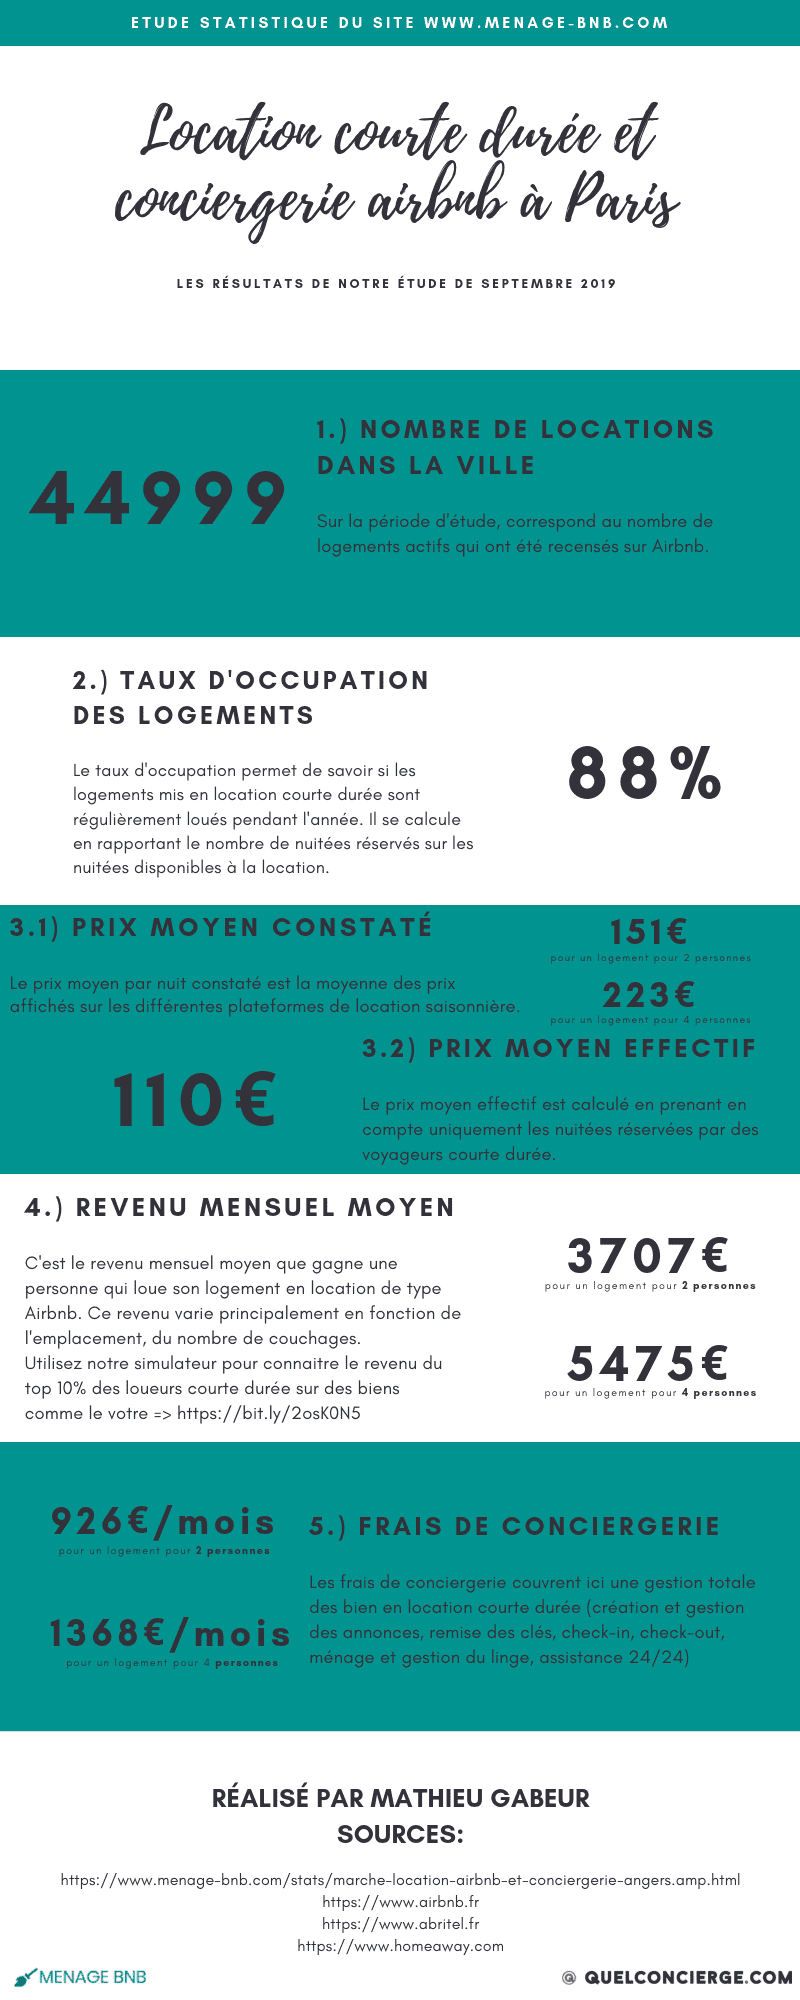 ETUDE STATISTIQUE DU SITE WWW.MENAGE-BNB.COM
Location courte durée et
conciergerie airbnb à Paris
LES RÉSULTATS DE NOTRE ÉTUDE DE SEPTEMBRE 2019
44999
1.) NOMBRE DE LOCATIONS
DANS LA VILLE
Sur la période d'étude, correspond au nombre de
logements actifs qui ont été recensés sur Airbnb.
2.) TAUX D'OCCUPATION
DES LOGEMENTS
Le taux d'occupation permet de savoir si les
logements mis en location courte durée sont
régulièrement loués pendant l'année. Il se calcule
en rapportant le nombre de nuitées réservés sur les
nuitées disponibles à la location.
88%
3.1) PRIX MOYEN CONSTATÉ
Le prix moyen par nuit constaté est la moyenne des prix
affichés sur les différentes plateformes de location saisonnière.
151€
pour un logement pour 2 personnes
223€
pour un logement pour 4 personnes
110€
3.2) PRIX MOYEN EFFECTIF
Le prix moyen effectif est calculé en prenant en
compte uniquement les nuitées réservées par des
voyageurs courte durée.
4.) REVENU MENSUEL MOYEN
C'est le revenu mensuel moyen que gagne une
personne qui loue son logement en location de type
Airbnb. Ce revenu varie principalement en fonction de
l'emplacement, du nombre de couchages.
Utilisez notre simulateur pour connaitre le revenu du
top 10% des loueurs courte durée sur des biens
comme le votre => https://bit.ly/2osK0N5
3707€
pour un logement pour 2 personnes
5475€
pour un logement pour 4 personnes
926€/mois
pour un logement pour 2 personnes
1368€/mois
pour un logement pour 4 personnes
5.) FRAIS DE CONCIERGERIE
Les frais de conciergerie couvrent ici une gestion totale
des bien en location courte durée (création et gestion
des annonces, remise des clés, check-in, check-out,
ménage et gestion du linge, assistance 24/24)
RÉALISÉ PAR MATHIEU GABEUR
SOURCES:
https://www.menage-bnb.com/stats/marche-location-airbnb-et-conciergerie-angers.amp.html
https://www.airbnb.fr
https://www.abritel.fr
https://www.homeaway.com
MENAGE BNB
@ QUELCONCIERGE.COM